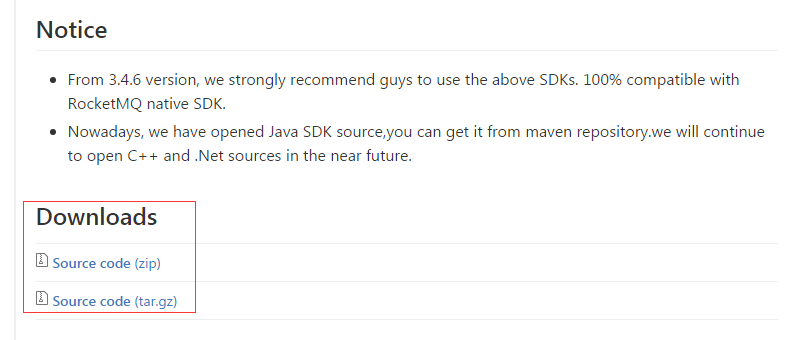 Notice
From 3.4.6 version, we strongly recommend guys to use the above SDKs. 100% compatible with
RocketMQ native SDK.
Nowadays, we have opened Java SDK source,you can get it from maven repository.we will continue
to open C++ and .Net sources in the near future.
Downloads
Source code (zip)
Source code (tar.gz)